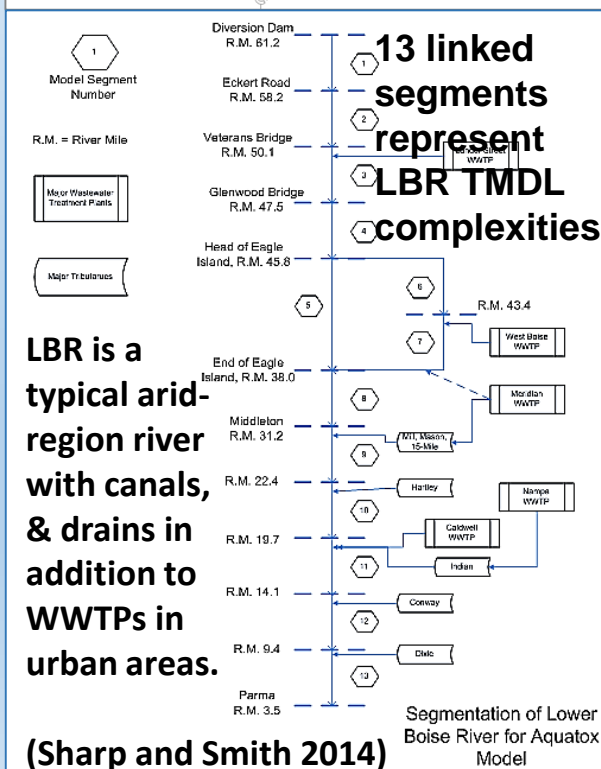 1
Model Segment
Number
R.M. = River Mile
Major Wastewater
Treatment Plants
Major Tributarues
LBR is a
typical arid-
region river
with canals,
& drains in
addition to
WWTPs in
urban areas.
(Sharp and Smith 2014)
Diversion Dam
R.M. 61.2
Eckert Road
R.M. 58.2
Veterans Bridge
R.M. 50.1
Glenwood Bridge
R.M. 47.5
Head of Eagle
Island, R.M. 45.8
End of Eagle
Island, R.M. 38.0
Middleton
R.M. 31.2
R.M. 22.4
R.M. 19.7
R.M. 14.1
R.M. 9.4
Parma
R.M. 3.5
1
2
3
4
5
6
7
8
9
10
11
12
13
13 linked
segments
represent
LBR TMDL
complexities
WWTP
R.M. 43.4
West Boise
WWTP
Meridian
WWTP
Mill, Mason,
15-Mile
Hartley
Nampa
WWTP
Caldwell
WWTP
Indian
Conway
Dixie
Segmentation of Lower
Boise River for Aquatox
Model